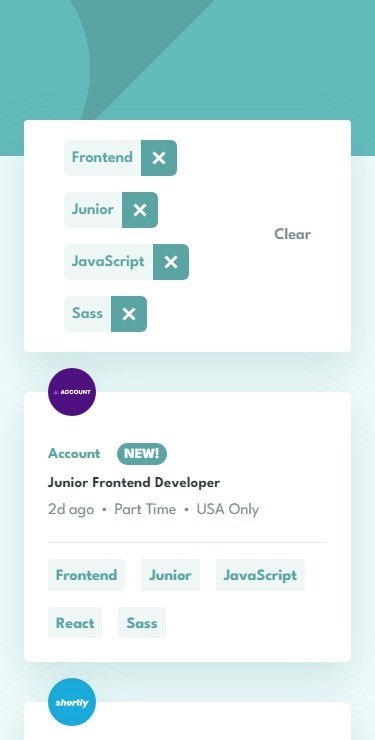 Frontend
Junior
Clear
JavaScript
Sass
ACCOUNT
Account NEW!
Junior Frontend Developer
2d ago • Part Time • USA Only
Frontend Junior JavaScript
React Sass
shortly